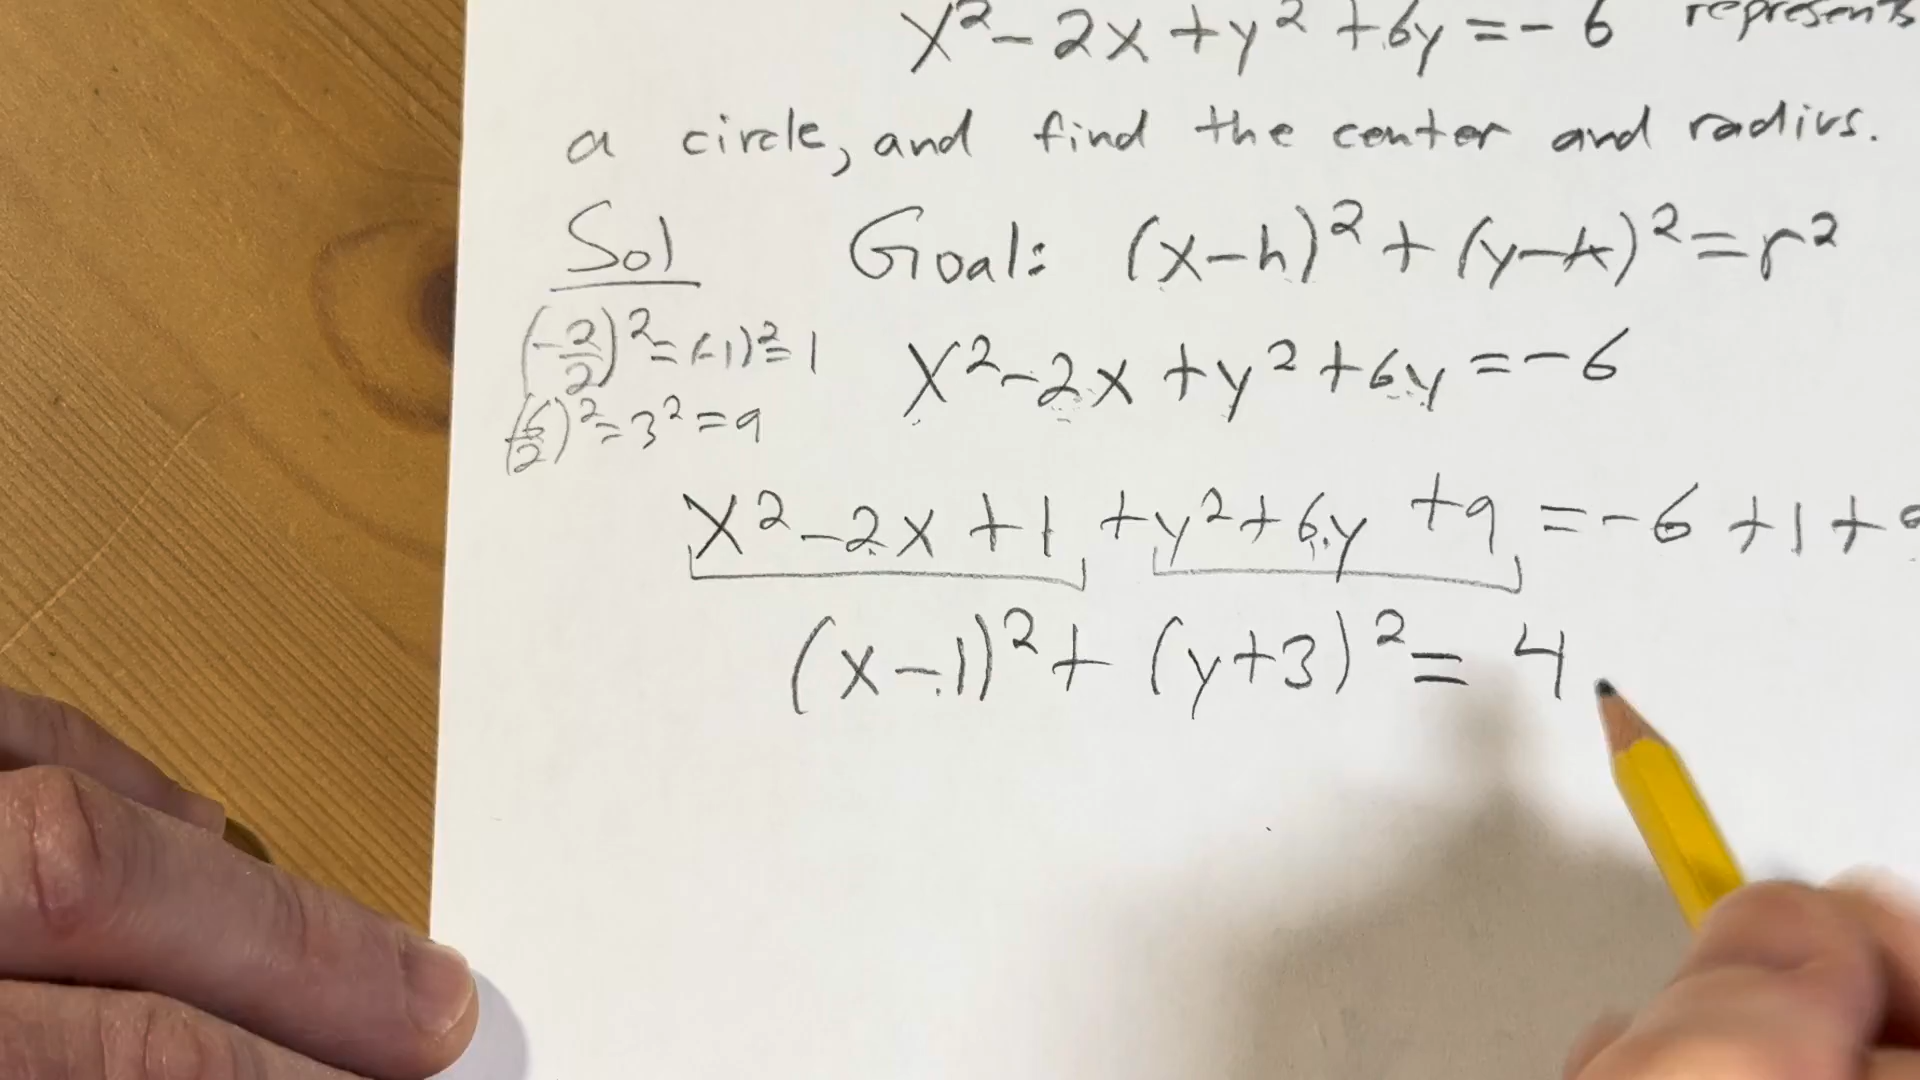 x² - 2x + y² + 6y = - 6 represents
a circle, and find the center and radius.
Sol Goal: (x-h)² + (y-k)² = r²
(-2/2)² = (-1)² = 1
x² - 2x + y² + 6y = - 6
(6/2)² = 3² = 9
x² - 2x + 1 + y² + 6y + 9 = - 6 + 1 + 9
(x - 1)² + (y + 3)² = 4